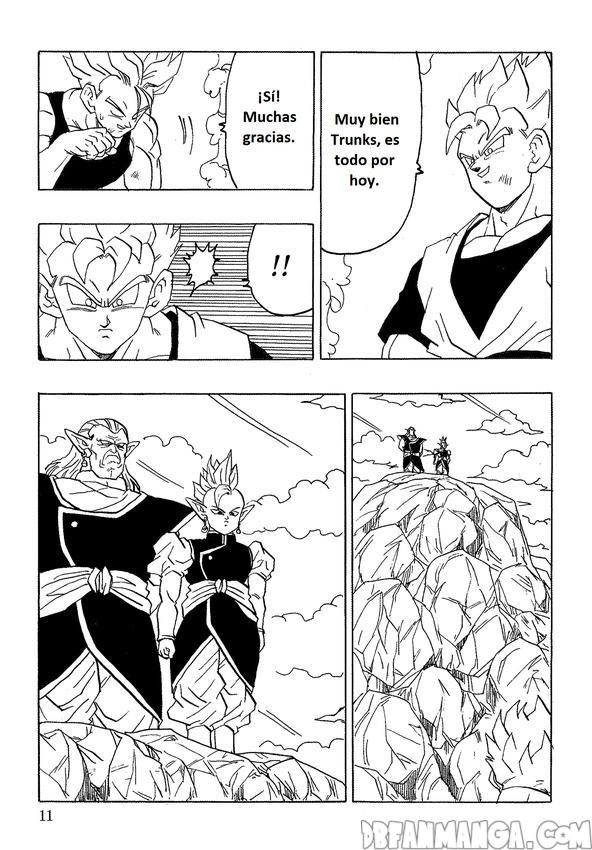 Muy bien
Trunks, es
todo por
hoy.
¡Sí!
Muchas
gracias.
!!
11
DBFANMANGA.COM